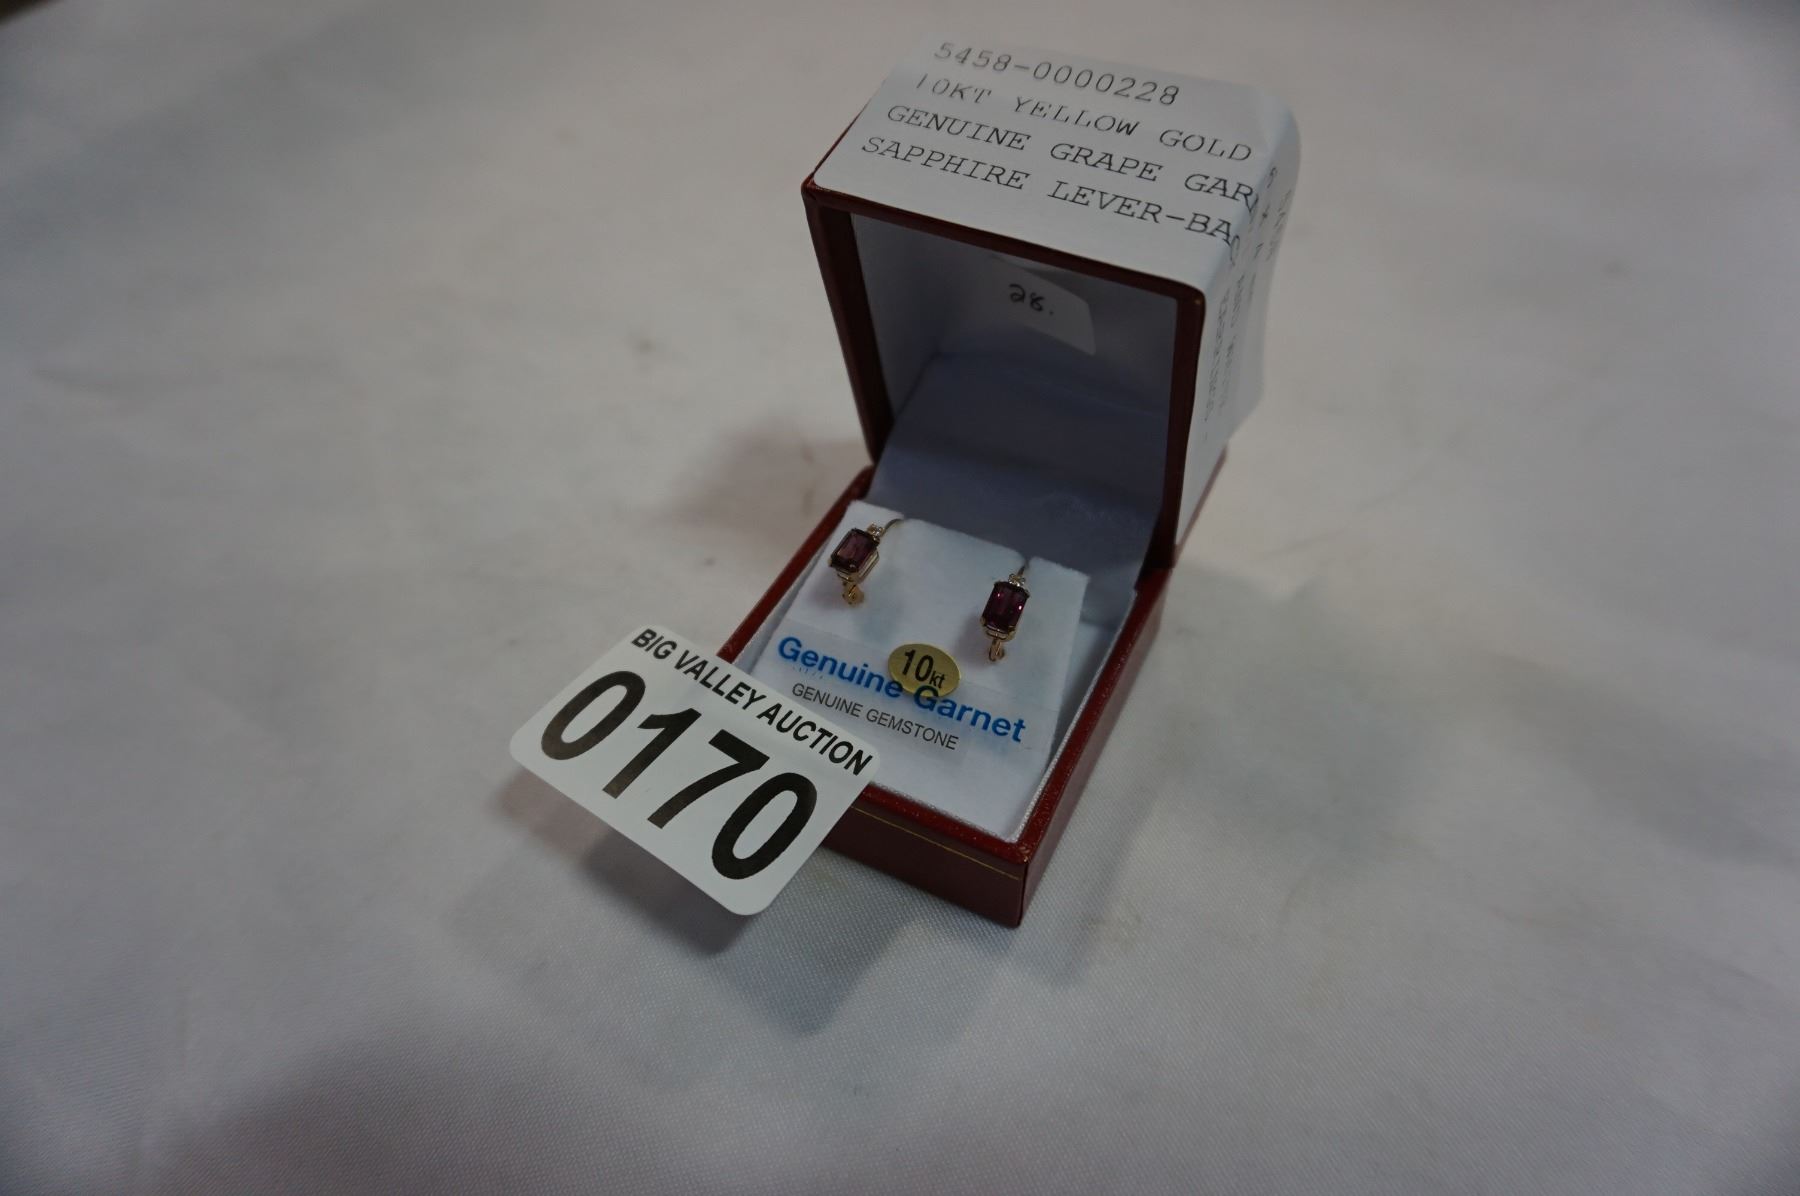 5458-0000228
10KT YELLOW GOLD
GENUINE GRAPE GAR
SAPPHIRE LEVER-BA
28.
10kt
Genuine Garnet
GENUINE GEMSTONE
BIG VALLEY AUCTION
0170